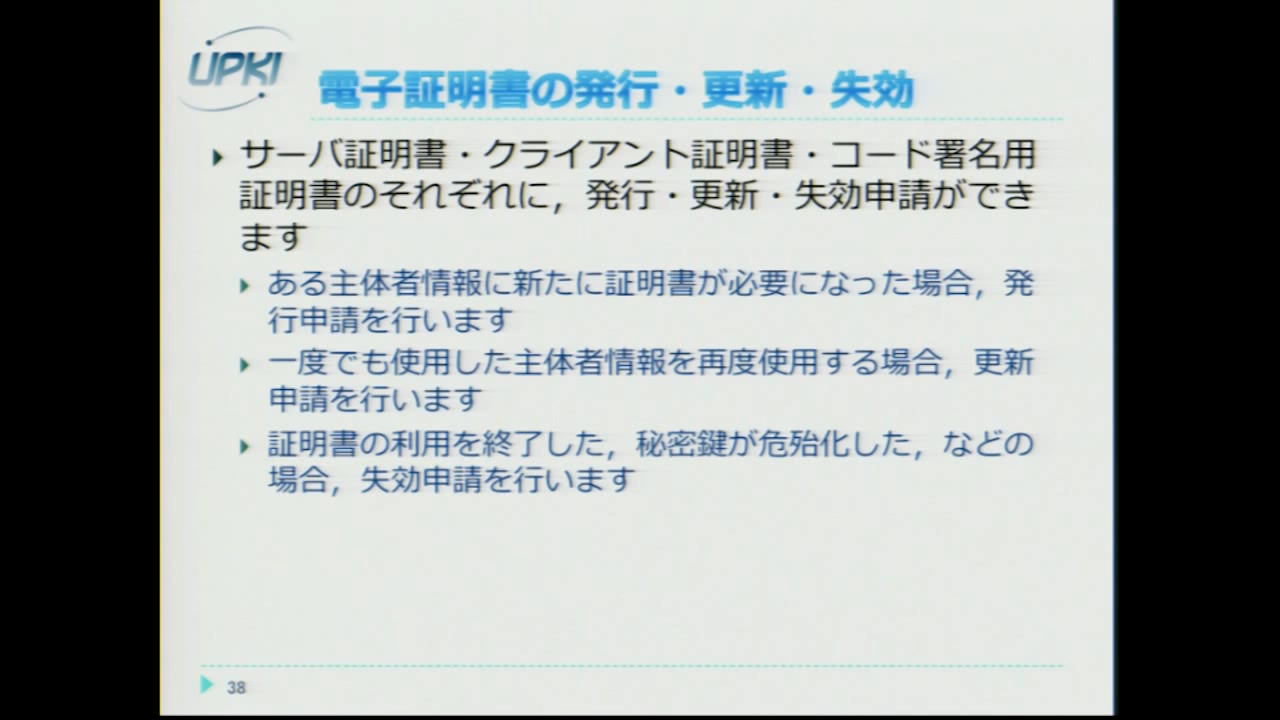 UPKI
電子証明書の発行・更新・失効
サーバ証明書・クライアント証明書・コード署名用
証明書のそれぞれに，発行・更新・失効申請ができ
ます
ある主体者情報に新たに証明書が必要になった場合，発
行申請を行います
一度でも使用した主体者情報を再度使用する場合，更新
申請を行います
証明書の利用を終了した，秘密鍵が危殆化した，などの
場合，失効申請を行います
38